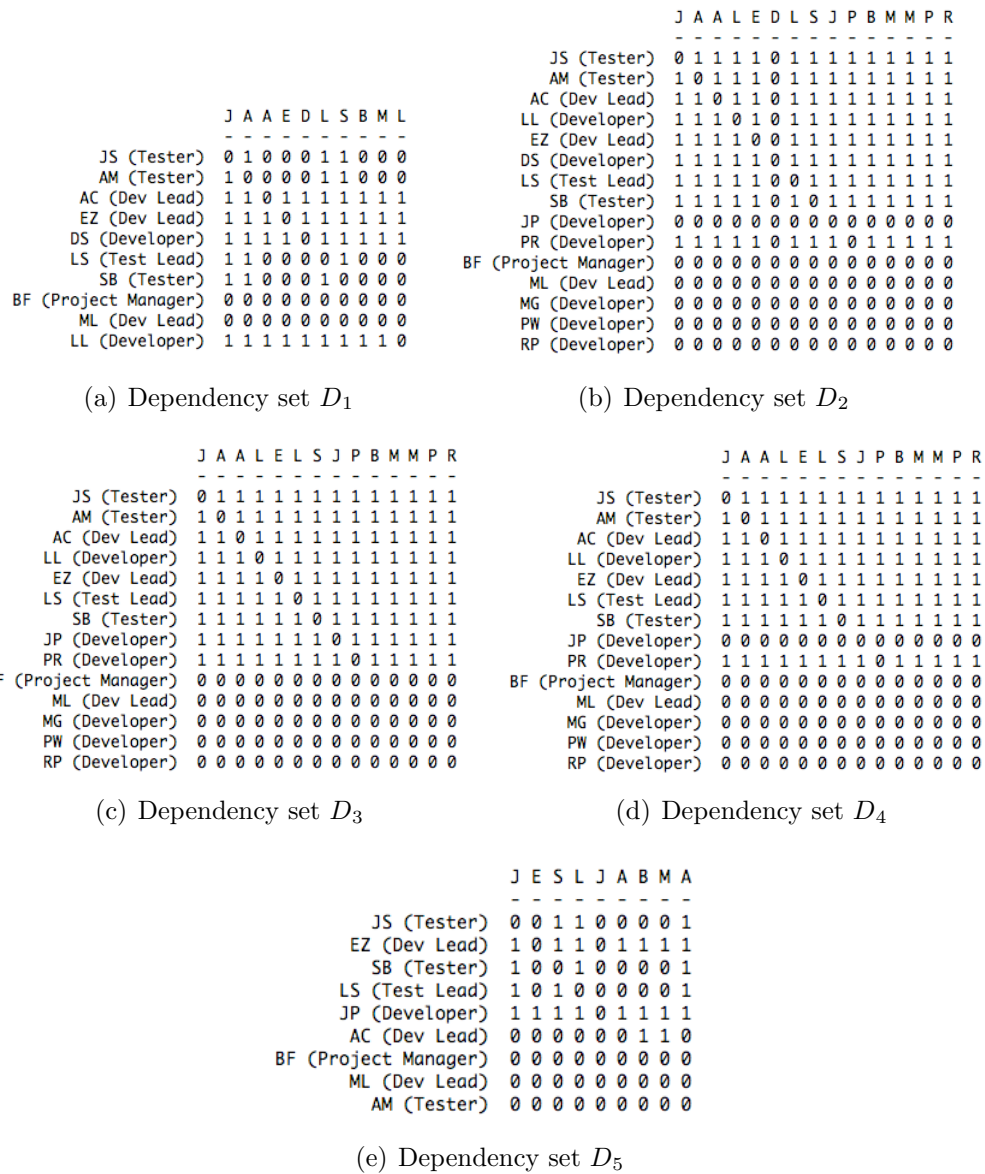 J A A E D L S B M L
- - - - - - - - - -
JS (Tester) 0 1 0 0 0 1 1 0 0 0
AM (Tester) 1 0 0 0 0 1 1 0 0 0
AC (Dev Lead) 1 1 0 1 1 1 1 1 1 1
EZ (Dev Lead) 1 1 1 0 1 1 1 1 1 1
DS (Developer) 1 1 1 1 0 1 1 1 1 1
LS (Test Lead) 1 1 0 0 0 0 1 0 0 0
SB (Tester) 1 1 0 0 0 1 0 0 0 0
BF (Project Manager) 0 0 0 0 0 0 0 0 0 0
ML (Dev Lead) 0 0 0 0 0 0 0 0 0 0
LL (Developer) 1 1 1 1 1 1 1 1 1 0
(a) Dependency set D1
J A A L E D L S J P B M M P R
- - - - - - - - - - - - - - -
JS (Tester) 0 1 1 1 1 0 1 1 1 1 1 1 1 1 1
AM (Tester) 1 0 1 1 1 0 1 1 1 1 1 1 1 1 1
AC (Dev Lead) 1 1 0 1 1 0 1 1 1 1 1 1 1 1 1
LL (Developer) 1 1 1 0 1 0 1 1 1 1 1 1 1 1 1
EZ (Dev Lead) 1 1 1 1 0 0 1 1 1 1 1 1 1 1 1
DS (Developer) 1 1 1 1 1 0 1 1 1 1 1 1 1 1 1
LS (Test Lead) 1 1 1 1 1 0 0 1 1 1 1 1 1 1 1
SB (Tester) 1 1 1 1 1 0 1 0 1 1 1 1 1 1 1
JP (Developer) 0 0 0 0 0 0 0 0 0 0 0 0 0 0 0
PR (Developer) 1 1 1 1 1 0 1 1 1 0 1 1 1 1 1
BF (Project Manager) 0 0 0 0 0 0 0 0 0 0 0 0 0 0 0
ML (Dev Lead) 0 0 0 0 0 0 0 0 0 0 0 0 0 0 0
MG (Developer) 0 0 0 0 0 0 0 0 0 0 0 0 0 0 0
PW (Developer) 0 0 0 0 0 0 0 0 0 0 0 0 0 0 0
RP (Developer) 0 0 0 0 0 0 0 0 0 0 0 0 0 0 0
(b) Dependency set D2
J A A L E L S J P B M M P R
- - - - - - - - - - - - - -
JS (Tester) 0 1 1 1 1 1 1 1 1 1 1 1 1 1
AM (Tester) 1 0 1 1 1 1 1 1 1 1 1 1 1 1
AC (Dev Lead) 1 1 0 1 1 1 1 1 1 1 1 1 1 1
LL (Developer) 1 1 1 0 1 1 1 1 1 1 1 1 1 1
EZ (Dev Lead) 1 1 1 1 0 1 1 1 1 1 1 1 1 1
LS (Test Lead) 1 1 1 1 1 0 1 1 1 1 1 1 1 1
SB (Tester) 1 1 1 1 1 1 0 1 1 1 1 1 1 1
JP (Developer) 1 1 1 1 1 1 1 0 1 1 1 1 1 1
PR (Developer) 1 1 1 1 1 1 1 1 0 1 1 1 1 1
F (Project Manager) 0 0 0 0 0 0 0 0 0 0 0 0 0 0
ML (Dev Lead) 0 0 0 0 0 0 0 0 0 0 0 0 0 0
MG (Developer) 0 0 0 0 0 0 0 0 0 0 0 0 0 0
PW (Developer) 0 0 0 0 0 0 0 0 0 0 0 0 0 0
RP (Developer) 0 0 0 0 0 0 0 0 0 0 0 0 0 0
(c) Dependency set D3
J A A L E L S J P B M M P R
- - - - - - - - - - - - - -
JS (Tester) 0 1 1 1 1 1 1 1 1 1 1 1 1 1
AM (Tester) 1 0 1 1 1 1 1 1 1 1 1 1 1 1
AC (Dev Lead) 1 1 0 1 1 1 1 1 1 1 1 1 1 1
LL (Developer) 1 1 1 0 1 1 1 1 1 1 1 1 1 1
EZ (Dev Lead) 1 1 1 1 0 1 1 1 1 1 1 1 1 1
LS (Test Lead) 1 1 1 1 1 0 1 1 1 1 1 1 1 1
SB (Tester) 1 1 1 1 1 1 0 1 1 1 1 1 1 1
JP (Developer) 0 0 0 0 0 0 0 0 0 0 0 0 0 0
PR (Developer) 1 1 1 1 1 1 1 1 0 1 1 1 1 1
BF (Project Manager) 0 0 0 0 0 0 0 0 0 0 0 0 0 0
ML (Dev Lead) 0 0 0 0 0 0 0 0 0 0 0 0 0 0
MG (Developer) 0 0 0 0 0 0 0 0 0 0 0 0 0 0
PW (Developer) 0 0 0 0 0 0 0 0 0 0 0 0 0 0
RP (Developer) 0 0 0 0 0 0 0 0 0 0 0 0 0 0
(d) Dependency set D4
J E S L J A B M A
- - - - - - - - -
JS (Tester) 0 0 1 1 0 0 0 0 1
EZ (Dev Lead) 1 0 1 1 0 1 1 1 1
SB (Tester) 1 0 0 1 0 0 0 0 1
LS (Test Lead) 1 0 1 0 0 0 0 0 1
JP (Developer) 1 1 1 1 0 1 1 1 1
AC (Dev Lead) 0 0 0 0 0 0 1 1 0
BF (Project Manager) 0 0 0 0 0 0 0 0 0
ML (Dev Lead) 0 0 0 0 0 0 0 0 0
AM (Tester) 0 0 0 0 0 0 0 0 0
(e) Dependency set D5